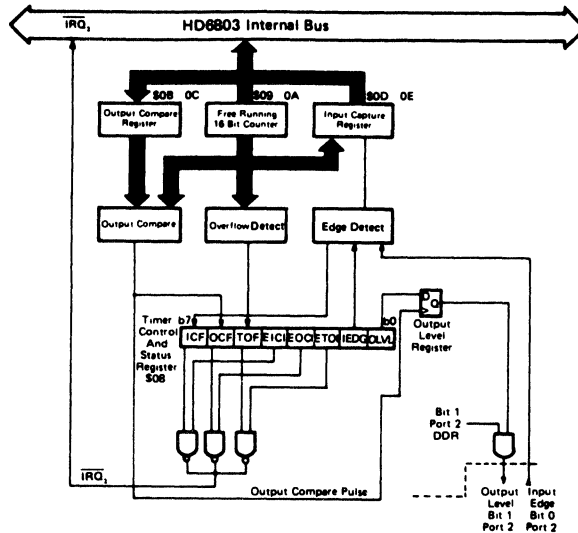 HD6803 Internal Bus
IRQ₂
$0B 0C
$09 0A
$0D 0E
Output Compare
Register
Free Running
16 Bit Counter
Input Capture
Register
Output Compare
Overflow Detect
Edge Detect
b7
b0
Timer
Control
And
Status
Register
$0B
ICF OCF TOF EICI EOCI ETOI IEDG OLVL
D
Q
Output
Level
Register
Bit 1
Port 2
DDR
IRQ₂
Output Compare Pulse
Output
Level
Bit 1
Port 2
Input
Edge
Bit 0
Port 2